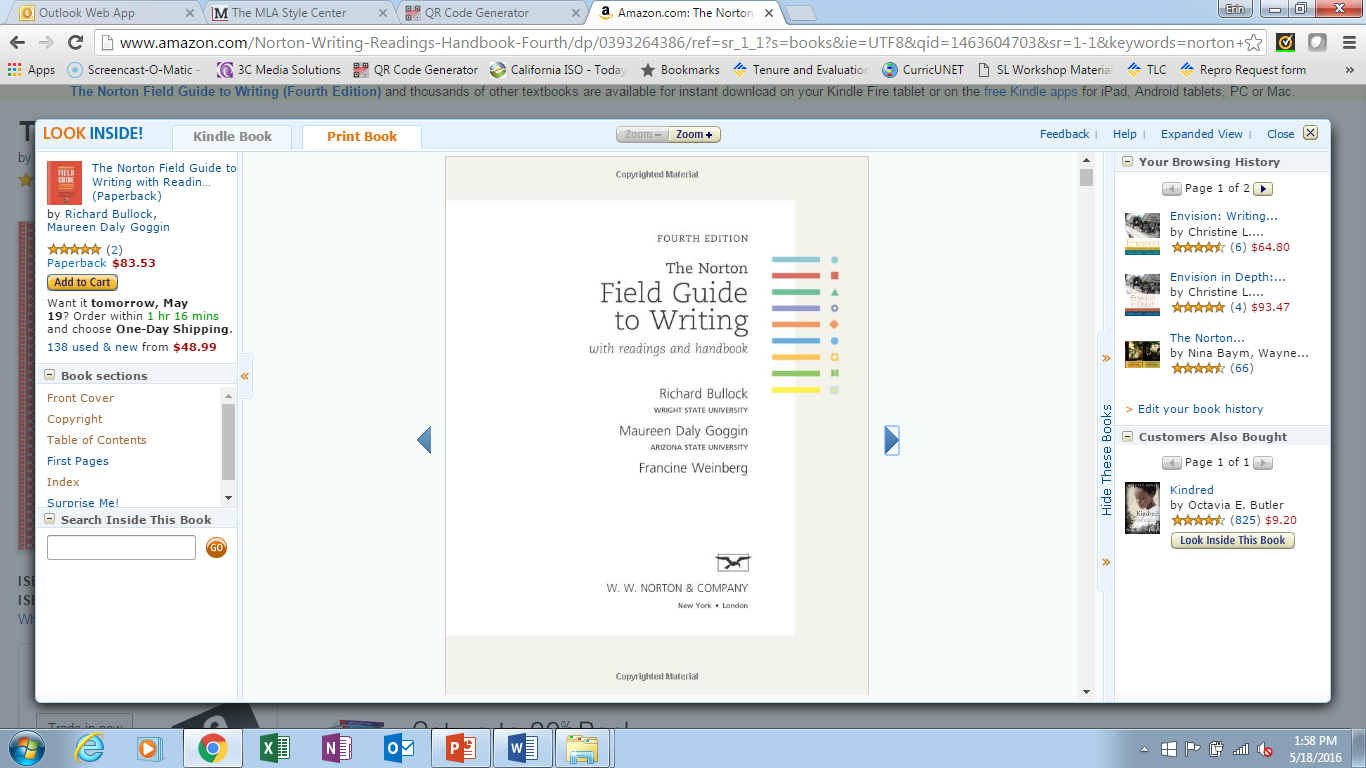 Outlook Web App
The MLA Style Center
QR Code Generator
Amazon.com: The Norton
Erin
www.amazon.com/Norton-Writing-Readings-Handbook-Fourth/dp/0393264386/ref=sr_1_1?s=books&ie=UTF8&qid=1463604703&sr=1-1&keywords=norton+
Apps
Screencast-O-Matic -
3C Media Solutions
QR Code Generator
California ISO - Today
Bookmarks
Tenure and Evaluation
CurricUNET
SL Workshop Material
TLC
Repro Request form
»
The Norton Field Guide to Writing (Fourth Edition) and thousands of other textbooks are available for instant download on your Kindle Fire tablet or on the free Kindle apps for iPad, Android tablets, PC or Mac.
LOOK INSIDE!
Kindle Book
Print Book
Zoom –
Zoom +
Feedback |
Help |
Expanded View |
Close
The Norton Field Guide to
Writing with Readin...
(Paperback)
by Richard Bullock,
Maureen Daly Goggin
(2)
Paperback $83.53
Add to Cart
Want it tomorrow, May
19? Order within 1 hr 16 mins
and choose One-Day Shipping.
138 used & new from $48.99
Book sections
Front Cover
Copyright
Table of Contents
First Pages
Index
Surprise Me!
Search Inside This Book
GO
«
Copyrighted Material
FOURTH EDITION
The Norton
Field Guide
to Writing
with readings and handbook
Richard Bullock
WRIGHT STATE UNIVERSITY
Maureen Daly Goggin
ARIZONA STATE UNIVERSITY
Francine Weinberg
W. W. NORTON & COMPANY
New York • London
Copyrighted Material
»
Hide These Books
»
Your Browsing History
Page 1 of 2
Envision: Writing...
by Christine L....
(6) $64.80
Envision in Depth:...
by Christine L....
(4) $93.47
The Norton...
by Nina Baym, Wayne...
(66)
> Edit your book history
Customers Also Bought
Page 1 of 1
Kindred
by Octavia E. Butler
(825) $9.20
Look Inside This Book
by
Trade in now
1:58 PM
5/18/2016